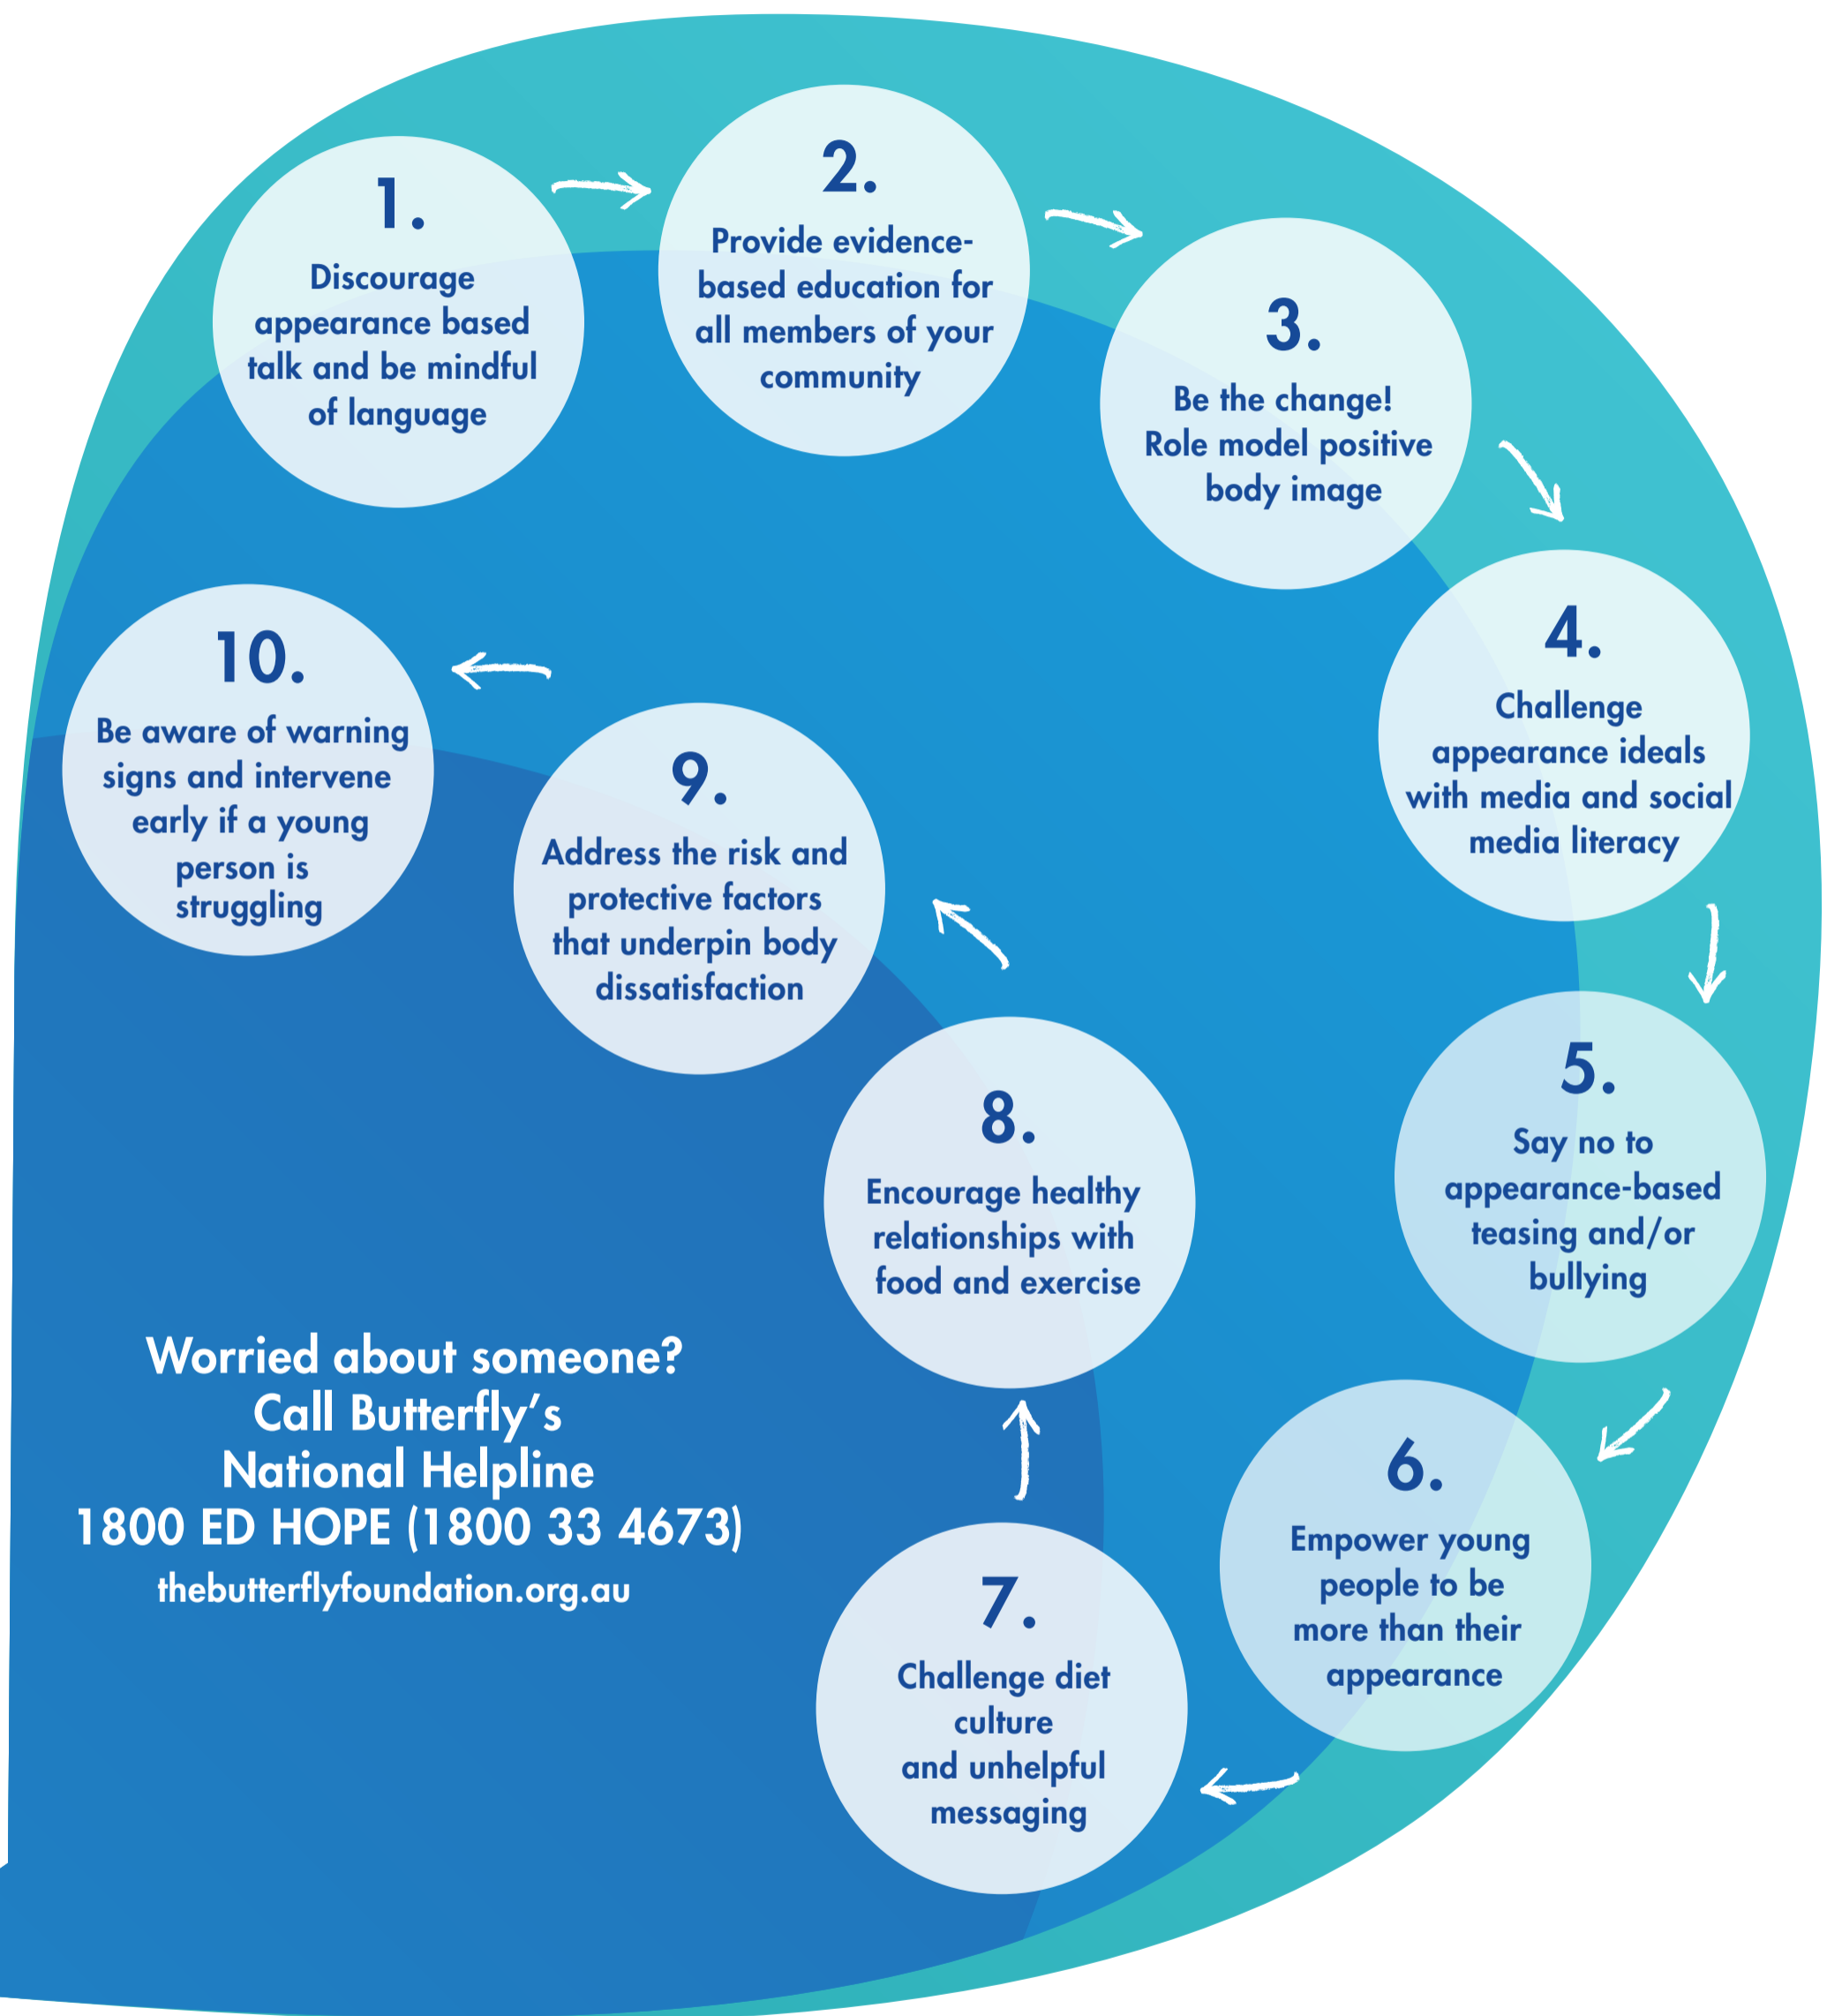 1.
Discourage
appearance based
talk and be mindful
of language
2.
Provide evidence-
based education for
all members of your
community
3.
Be the change!
Role model positive
body image
4.
Challenge
appearance ideals
with media and social
media literacy
5.
Say no to
appearance-based
teasing and/or
bullying
6.
Empower young
people to be
more than their
appearance
7.
Challenge diet
culture
and unhelpful
messaging
8.
Encourage healthy
relationships with
food and exercise
9.
Address the risk and
protective factors
that underpin body
dissatisfaction
10.
Be aware of warning
signs and intervene
early if a young
person is
struggling
Worried about someone?
Call Butterfly's
National Helpline
1800 ED HOPE (1800 33 4673)
thebutterflyfoundation.org.au